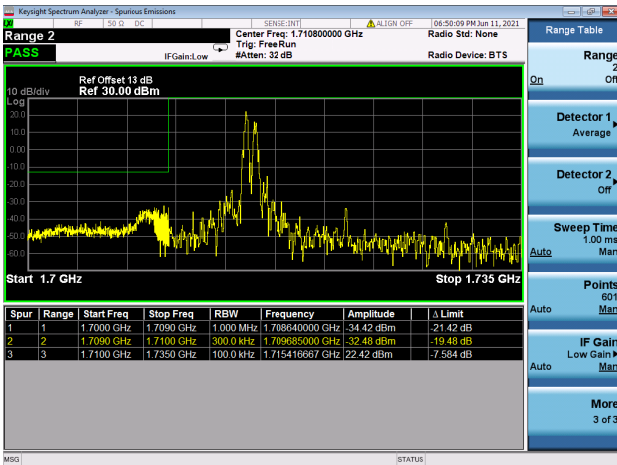 Keysight Spectrum Analyzer - Spurious Emissions
RF 50 Ω DC SENSE:INT ALIGN OFF 06:50:09 PM Jun 11, 2021
Range 2 Center Freq: 1.710800000 GHz Radio Std: None
Trig: Free Run
PASS IFGain:Low #Atten: 32 dB Radio Device: BTS
Ref Offset 13 dB
10 dB/div Ref 30.00 dBm
Log
20.0
10.0
0.00
-10.0
-20.0
-30.0
-40.0
-50.0
-60.0
Start 1.7 GHz Stop 1.735 GHz
Spur Range Start Freq Stop Freq RBW Frequency Amplitude Δ Limit
1 1 1.7000 GHz 1.7090 GHz 1.000 MHz 1.708640000 GHz -34.42 dBm -21.42 dB
2 2 1.7090 GHz 1.7100 GHz 300.0 kHz 1.709685000 GHz -32.48 dBm -19.48 dB
3 3 1.7100 GHz 1.7350 GHz 100.0 kHz 1.715416667 GHz 22.42 dBm -7.584 dB
MSG STATUS
Range Table
Range
2
On Off
Detector 1
Average
Detector 2
Off
Sweep Time
1.00 ms
Auto Man
Points
601
Auto Man
IF Gain
Low Gain
Auto Man
More
3 of 3